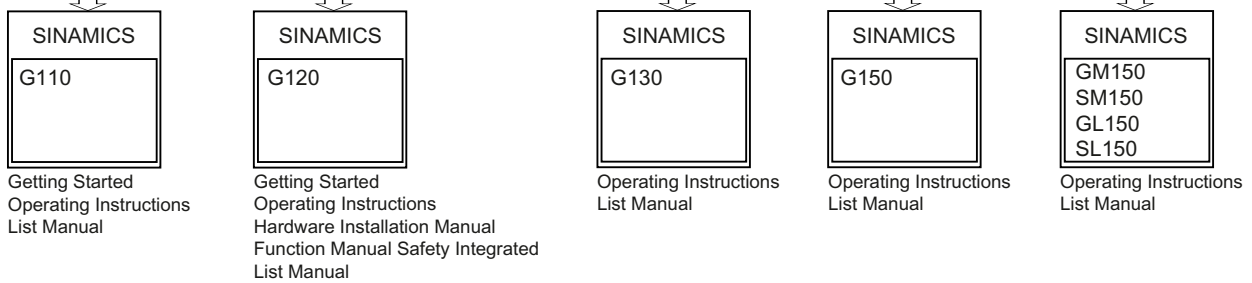 SINAMICS
G110
Getting Started
Operating Instructions
List Manual
SINAMICS
G120
Getting Started
Operating Instructions
Hardware Installation Manual
Function Manual Safety Integrated
List Manual
SINAMICS
G130
Operating Instructions
List Manual
SINAMICS
G150
Operating Instructions
List Manual
SINAMICS
GM150
SM150
GL150
SL150
Operating Instructions
List Manual